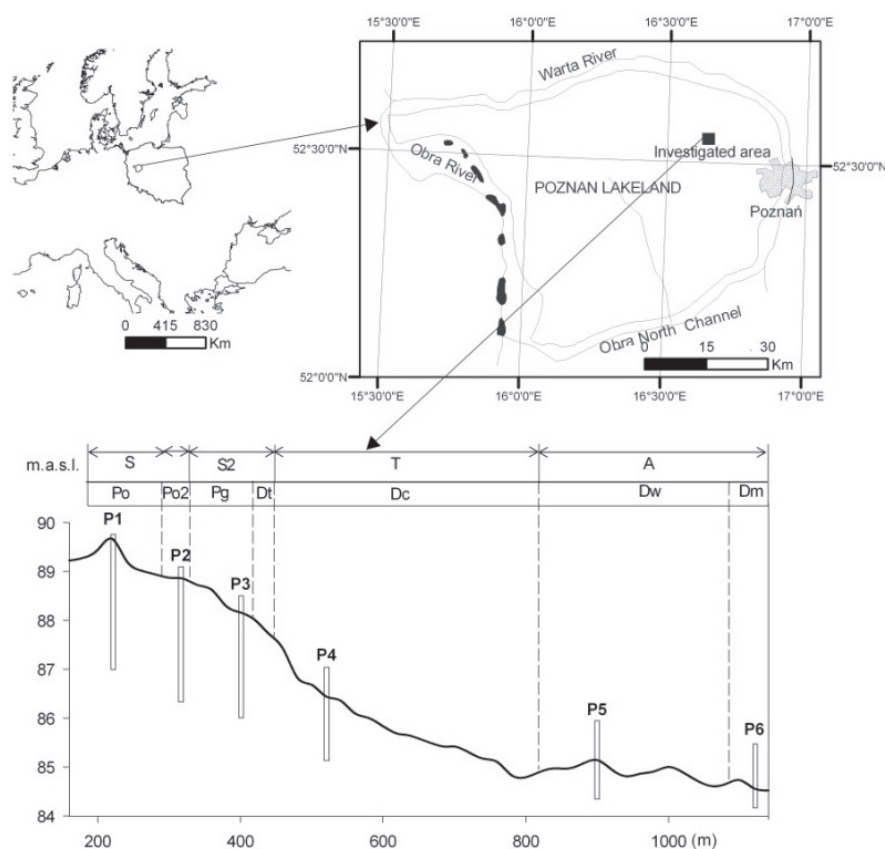 15°30'0"E 16°0'0"E 16°30'0"E 17°0'0"E
Warta River
52°30'0"N
Obra River
Investigated area
52°30'0"N
POZNAN LAKELAND
Poznań
0 415 830
Km
Obra North Channel
0 15 30
Km
52°0'0"N
15°30'0"E 16°0'0"E 16°30'0"E 17°0'0"E
m.a.s.l. S S2 T A
Po Po2 Pg Dt Dc Dw Dm
90
P1
P2
89
P3
88
P4
87
86
P5
P6
85
84
200 400 600 800 1000 (m)